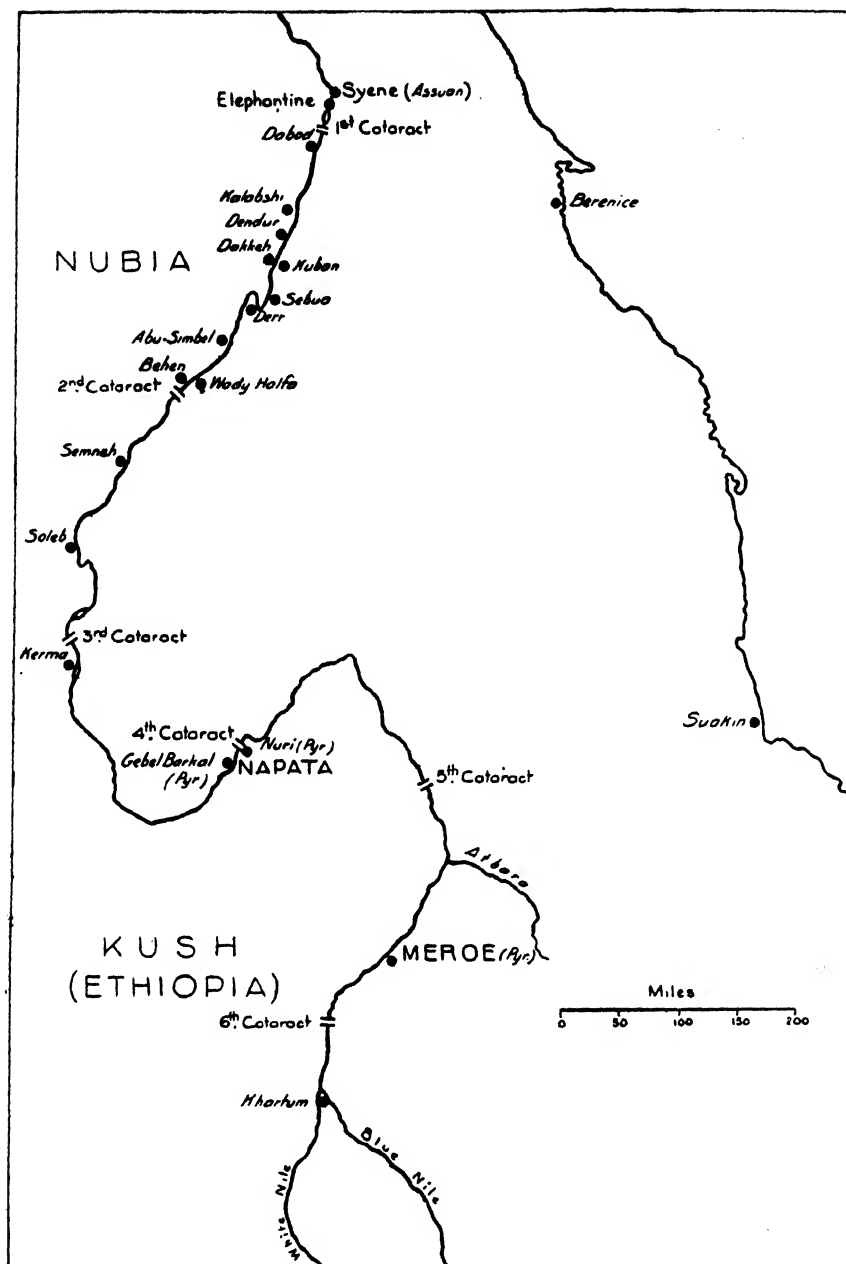 Syene (Assuan)
Elephantine
1st Cataract
Dabod
Kalabshi
Berenice
Dendur
Dakkeh
NUBIA
Kuban
Sebua
Derr
Abu-Simbel
Behen
2nd Cataract
Wady Halfa
Semneh
Soleb
3rd Cataract
Kerma
Suakin
4th Cataract
Nuri (Pyr)
Gebel Barkal
(Pyr.)
NAPATA
5th Cataract
Atbara
KUSH
(ETHIOPIA)
MEROE (Pyr.)
Miles
0 50 100 150 200
6th Cataract
Khartum
Blue Nile
White Nile